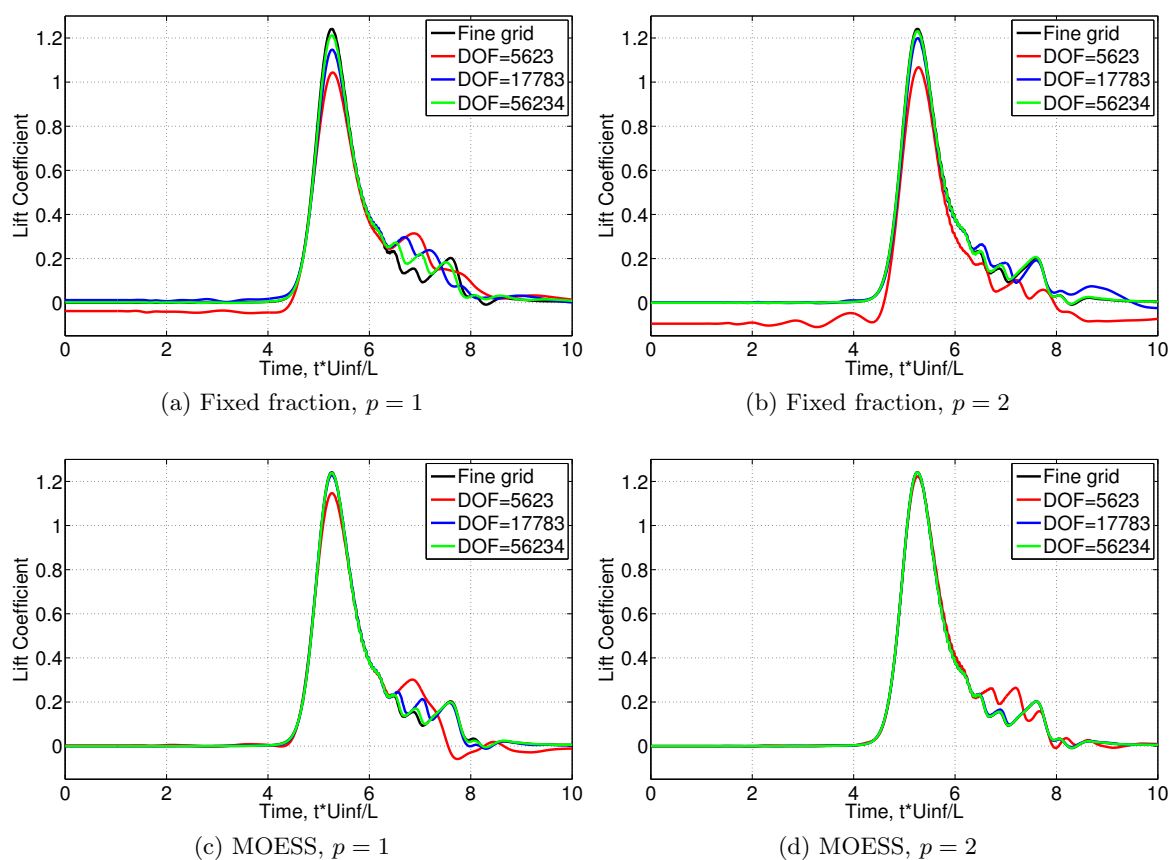 1.2
1
0.8
0.6
0.4
0.2
0
Lift Coefficient
Fine grid
DOF=5623
DOF=17783
DOF=56234
0 2 4 6 8 10
Time, t*Uinf/L
(a) Fixed fraction, p = 1
1.2
1
0.8
0.6
0.4
0.2
0
Lift Coefficient
Fine grid
DOF=5623
DOF=17783
DOF=56234
0 2 4 6 8 10
Time, t*Uinf/L
(b) Fixed fraction, p = 2
1.2
1
0.8
0.6
0.4
0.2
0
Lift Coefficient
Fine grid
DOF=5623
DOF=17783
DOF=56234
0 2 4 6 8 10
Time, t*Uinf/L
(c) MOESS, p = 1
1.2
1
0.8
0.6
0.4
0.2
0
Lift Coefficient
Fine grid
DOF=5623
DOF=17783
DOF=56234
0 2 4 6 8 10
Time, t*Uinf/L
(d) MOESS, p = 2